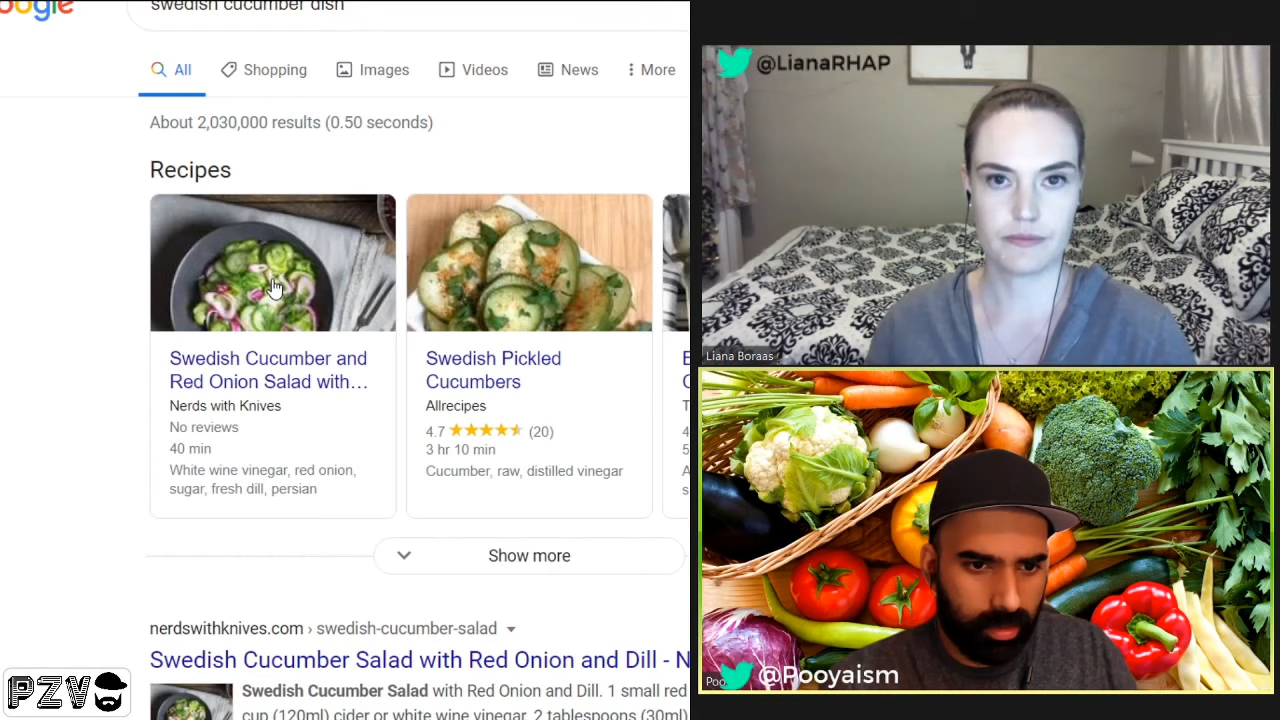 swedish cucumber dish
All
Shopping
Images
Videos
News
More
About 2,030,000 results (0.50 seconds)
Recipes
Swedish Cucumber and
Red Onion Salad with…
Nerds with Knives
No reviews
40 min
White wine vinegar, red onion,
sugar, fresh dill, persian
Swedish Pickled
Cucumbers
Allrecipes
4.7 (20)
3 hr 10 min
Cucumber, raw, distilled vinegar
Show more
nerdswithknives.com › swedish-cucumber-salad
Swedish Cucumber Salad with Red Onion and Dill - N
Swedish Cucumber Salad with Red Onion and Dill. 1 small red
cup (120ml) cider or white wine vinegar, 2 tablespoons (30ml)
PZV
@LianaRHAP
Liana Boraas
@Pooyaism